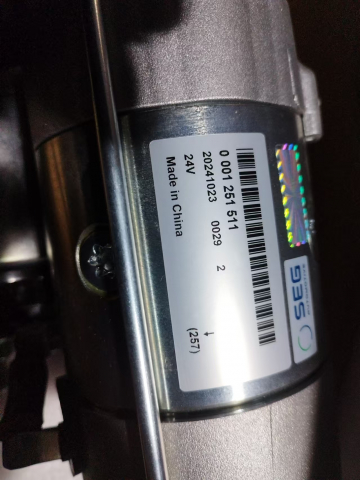 SEG
0 001 251 511
20241023 0029 2 ↓
24V (257)
Made in China